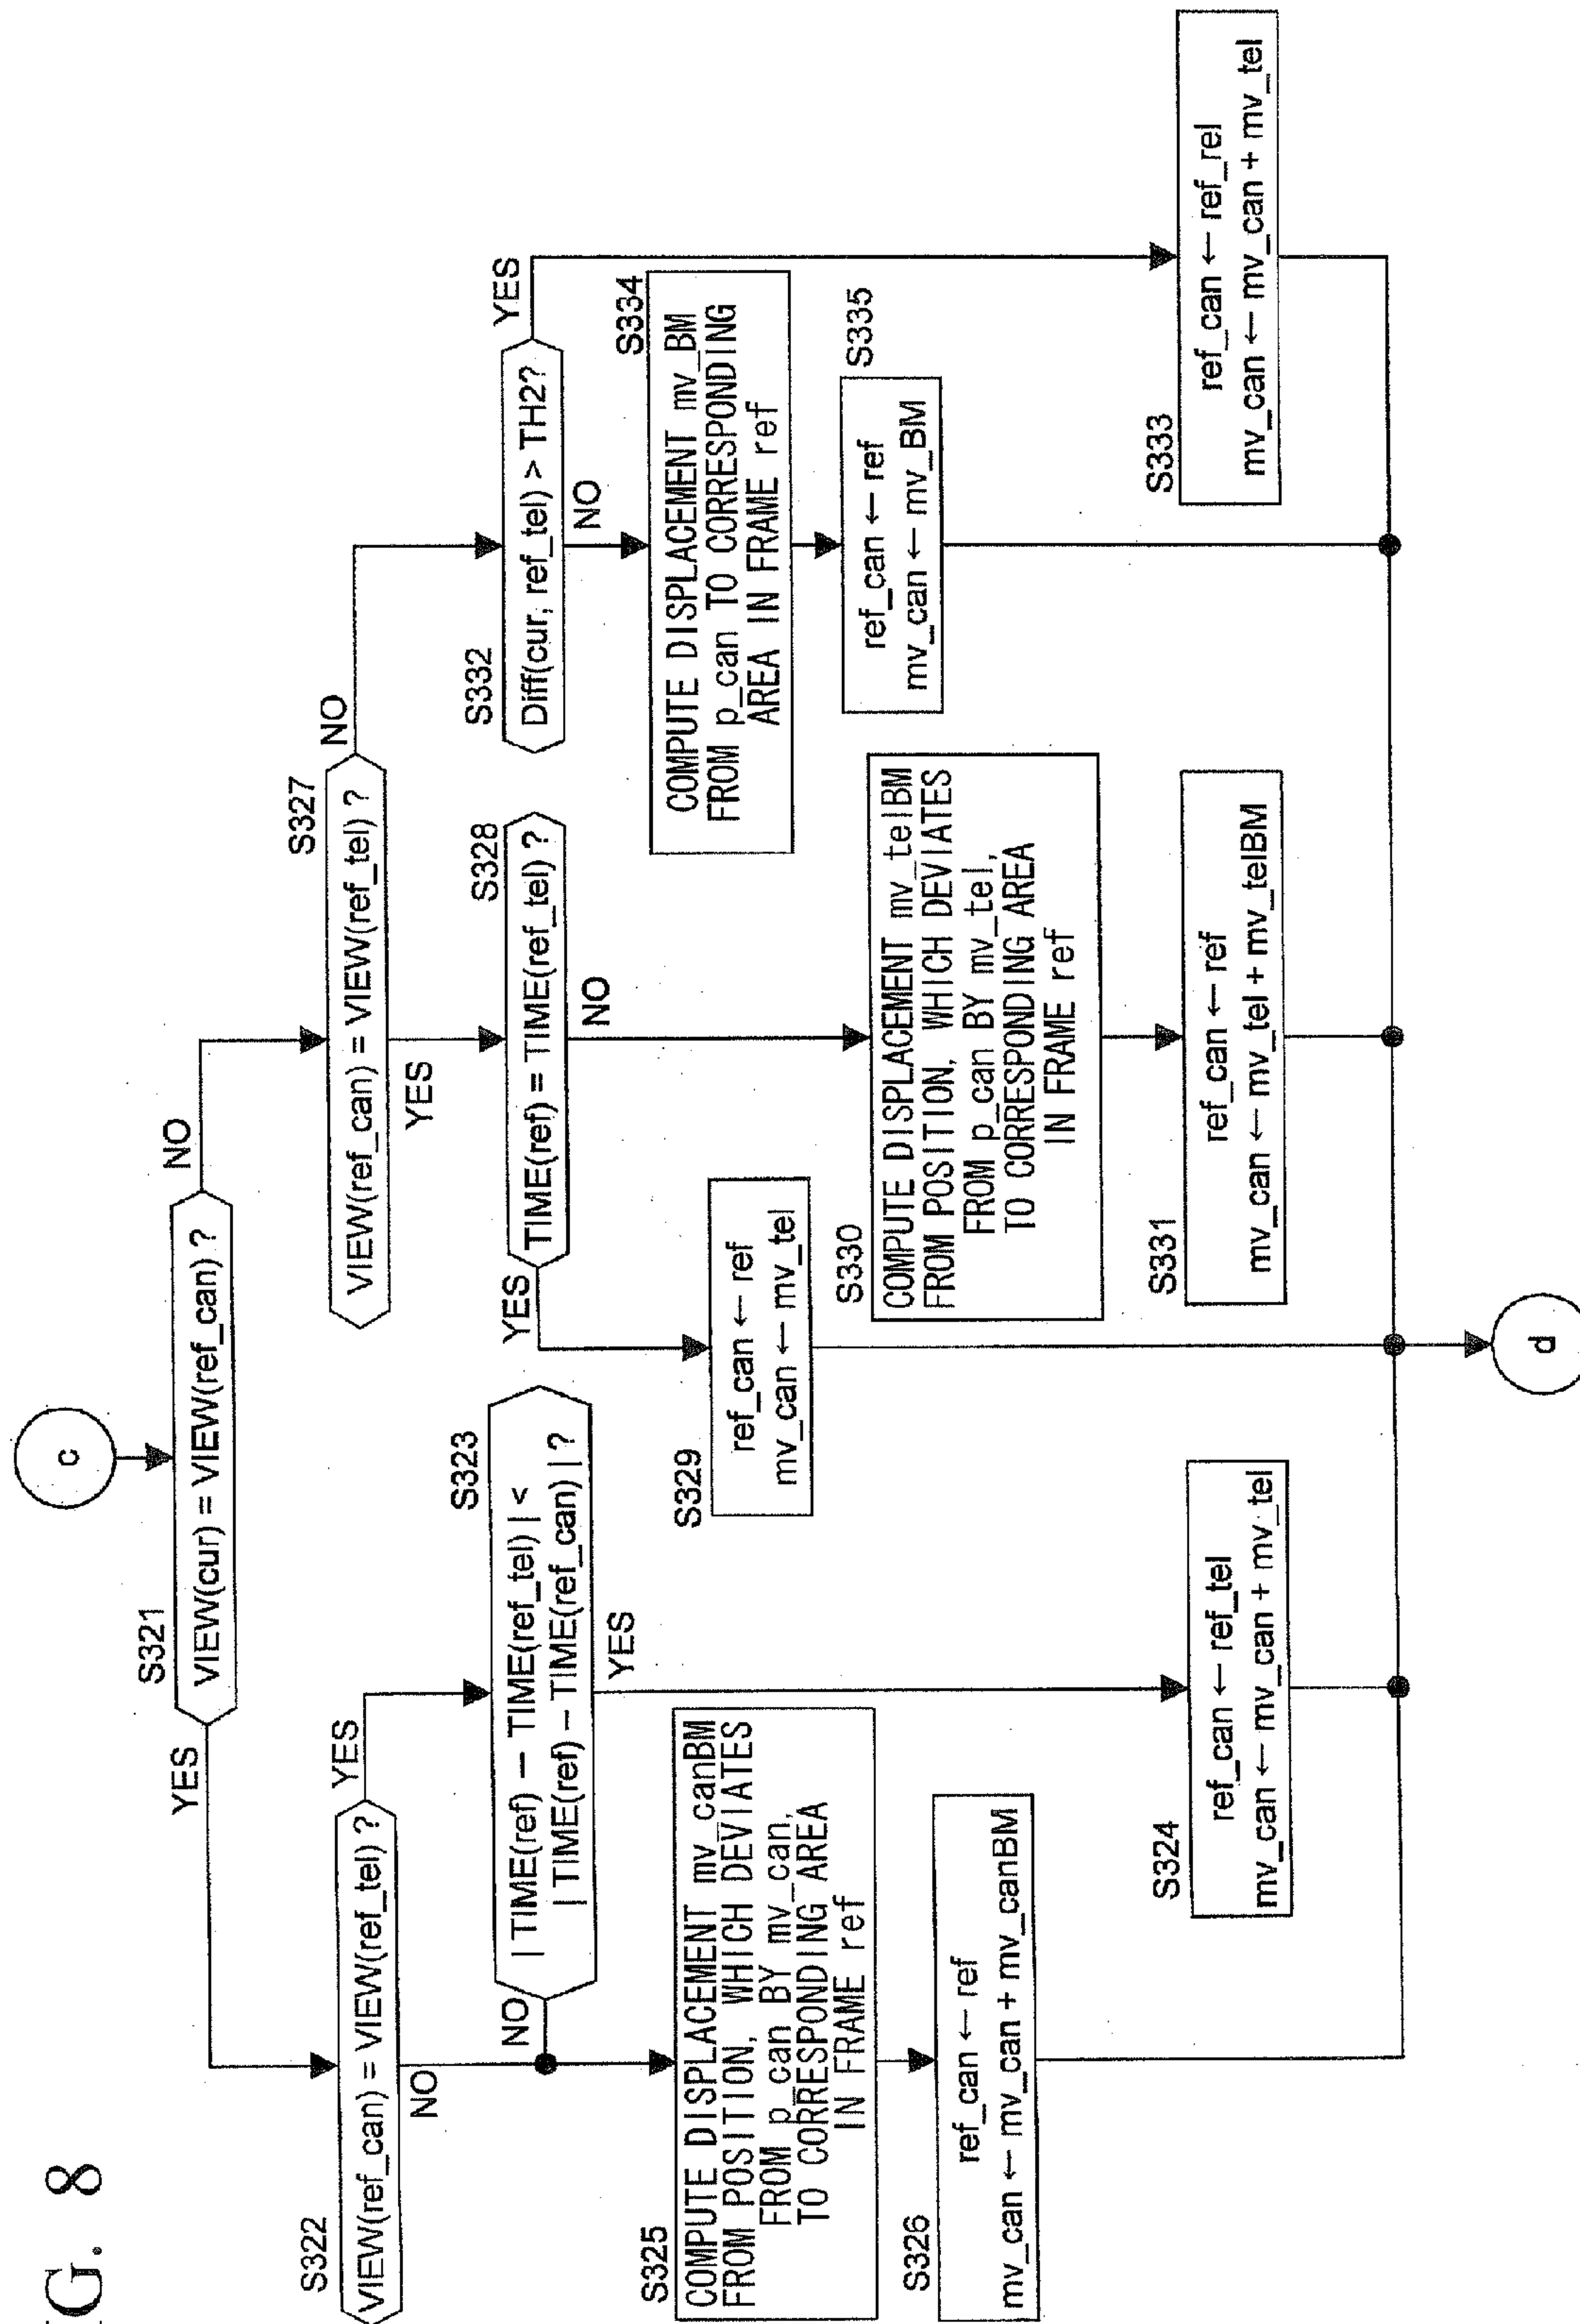 IG. 8
c
S321
VIEW(cur) = VIEW(ref_can) ?
YES
NO
S322
VIEW(ref_can) = VIEW(ref_tel) ?
YES
NO
S323
| TIME(ref) − TIME(ref_tel) | <
| TIME(ref) − TIME(ref_can) | ?
NO
YES
S325
COMPUTE DISPLACEMENT mv_canBM
FROM POSITION, WHICH DEVIATES
FROM p_can BY mv_can,
TO CORRESPONDING AREA
IN FRAME ref
S326
ref_can ← ref
mv_can ← mv_can + mv_canBM
S324
ref_can ← ref_tel
mv_can ← mv_can + mv_tel
S327
VIEW(ref_can) = VIEW(ref_tel) ?
NO
YES
S328
TIME(ref) = TIME(ref_tel) ?
YES
NO
S329
ref_can ← ref
mv_can ← mv_tel
S330
COMPUTE DISPLACEMENT mv_telBM
FROM POSITION, WHICH DEVIATES
FROM p_can BY mv_tel,
TO CORRESPONDING AREA
IN FRAME ref
S331
ref_can ← ref
mv_can ← mv_tel + mv_telBM
S332
Diff(cur, ref_tel) > TH2?
YES
NO
S334
COMPUTE DISPLACEMENT mv_BM
FROM p_can TO CORRESPONDING
AREA IN FRAME ref
S335
ref_can ← ref
mv_can ← mv_BM
S333
ref_can ← ref_rel
mv_can ← mv_can + mv_tel
d